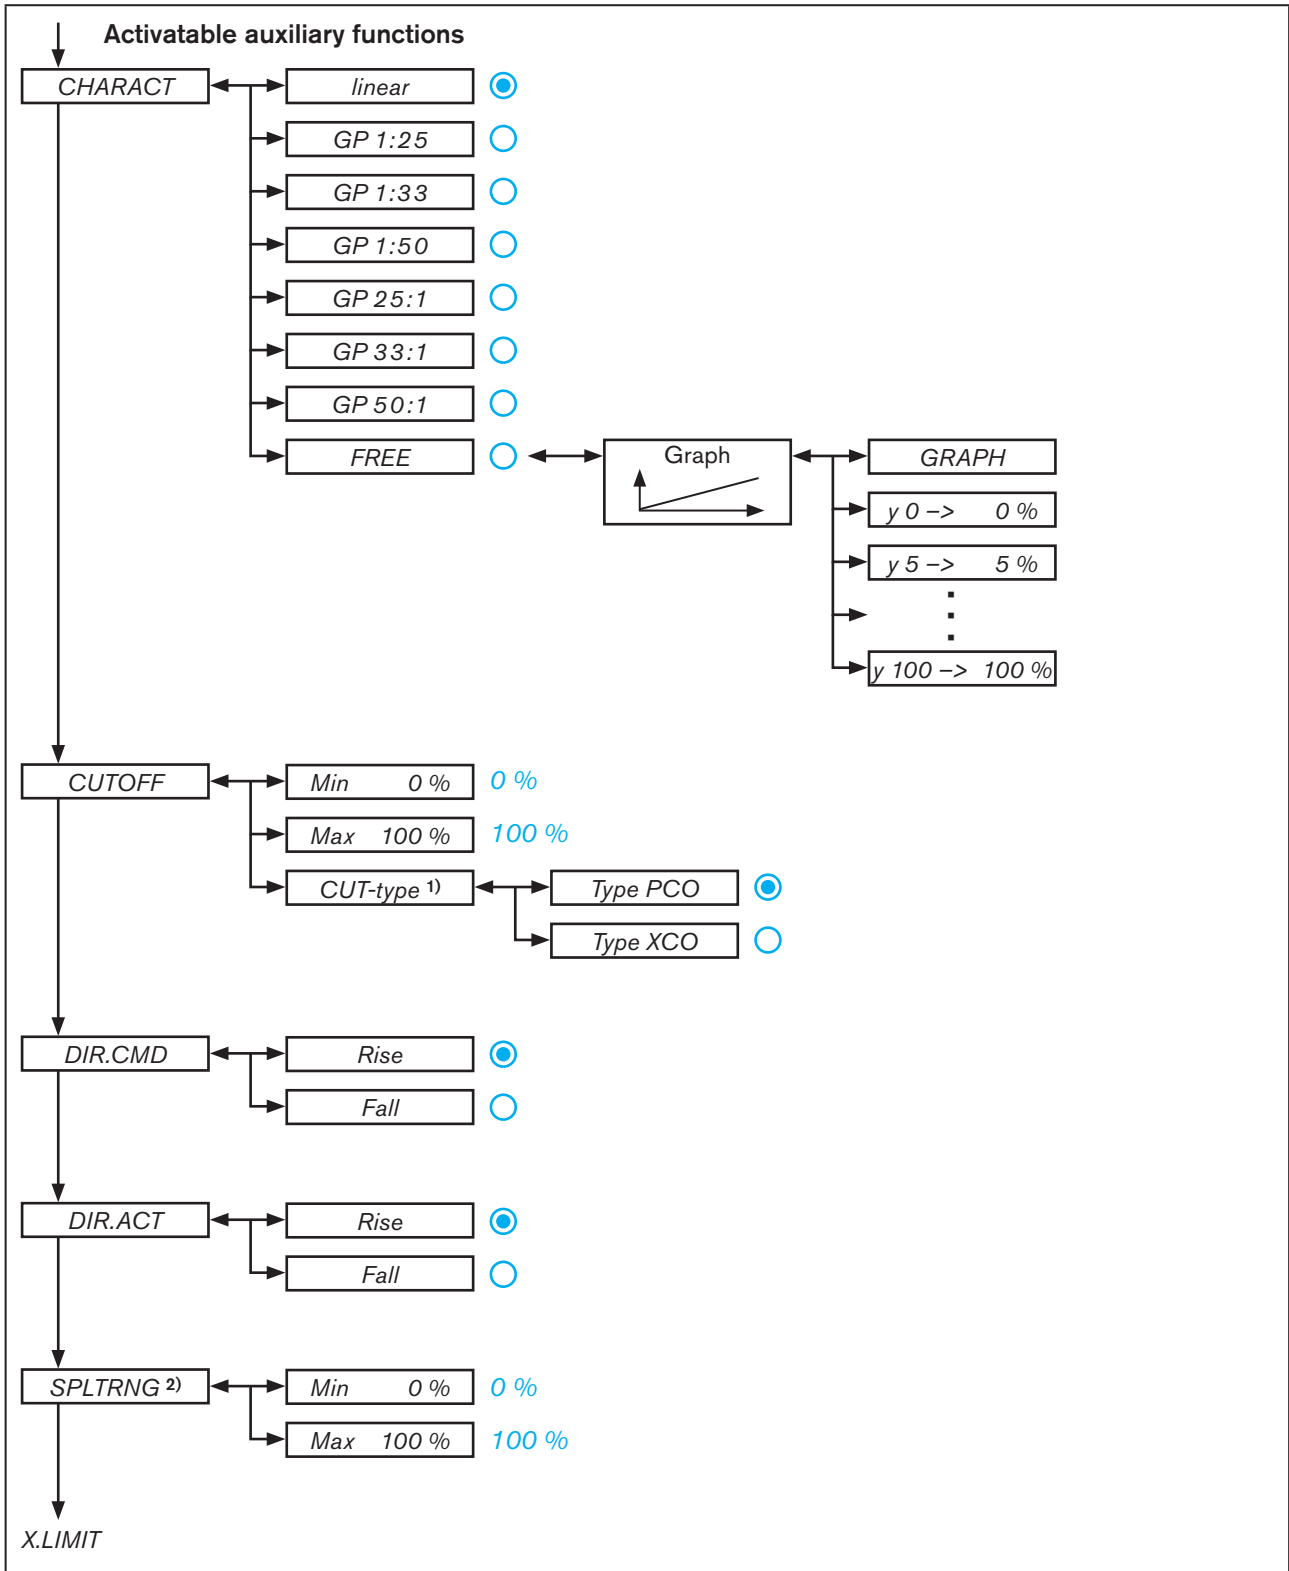 Activatable auxiliary functions
CHARACT
linear
GP 1:25
GP 1:33
GP 1:50
GP 25:1
GP 33:1
GP 50:1
FREE
Graph
GRAPH
y 0 –> 0 %
y 5 –> 5 %
y 100 –> 100 %
CUTOFF
Min 0 % 0 %
Max 100 % 100 %
CUT-type 1)
Type PCO
Type XCO
DIR.CMD
Rise
Fall
DIR.ACT
Rise
Fall
SPLTRNG 2)
Min 0 % 0 %
Max 100 % 100 %
X.LIMIT